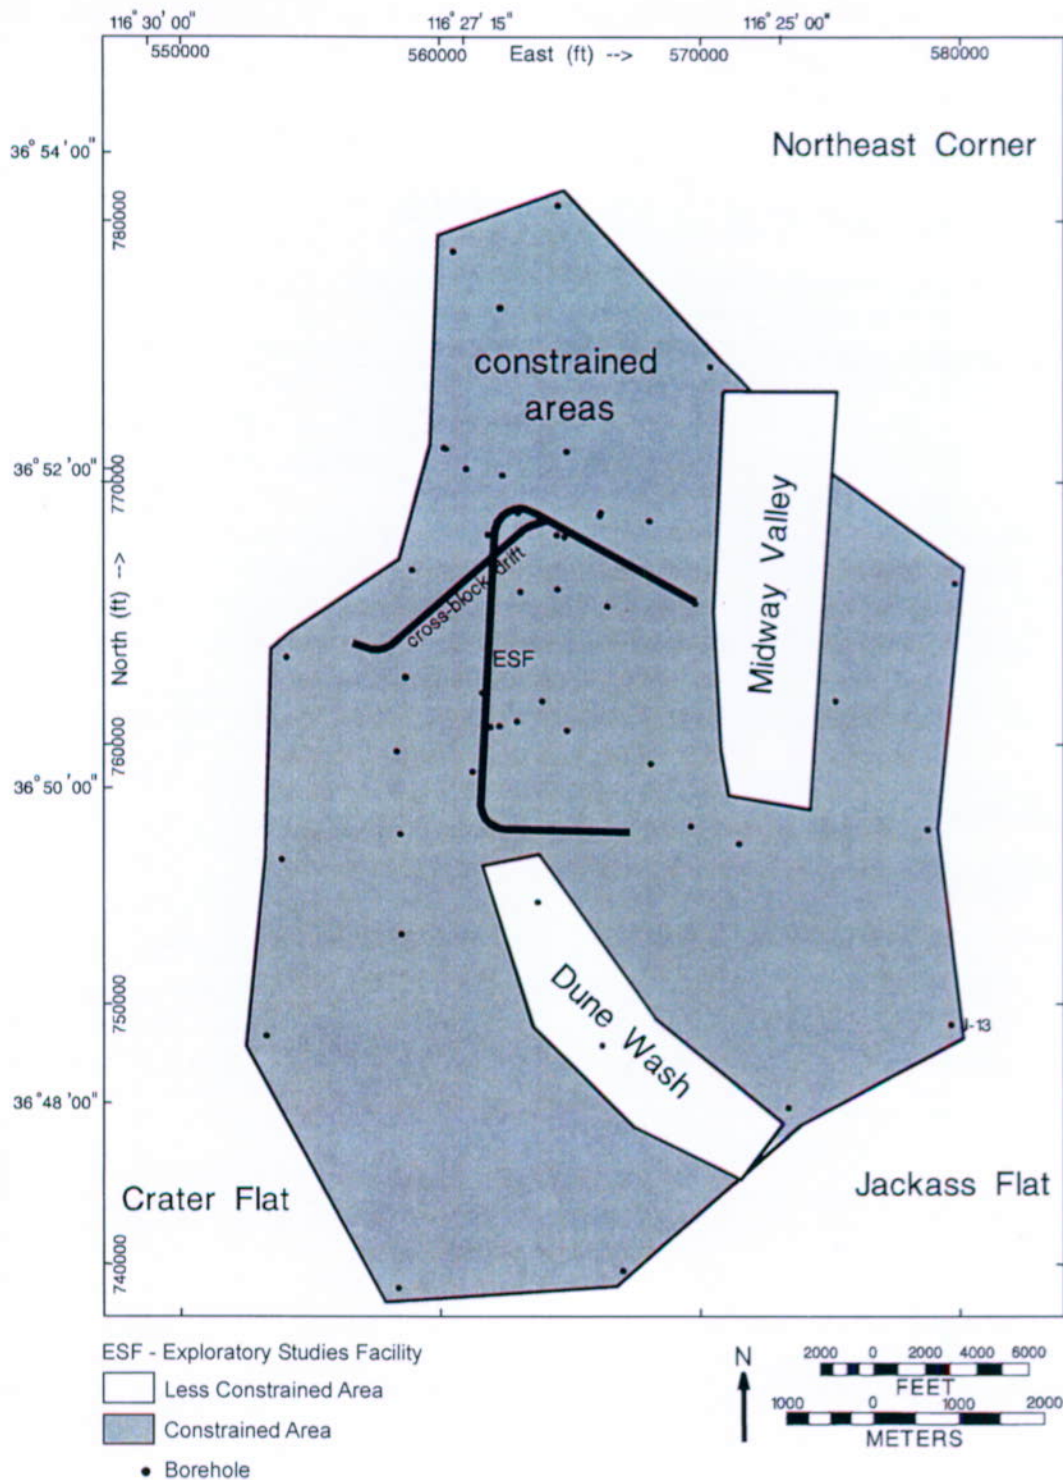 116° 30' 00"
116° 27' 15"
116° 25' 00"
550000
560000
East (ft) -->
570000
580000
36° 54' 00"
Northeast Corner
780000
constrained
areas
36° 52' 00"
770000
Midway Valley
cross-block drift
North (ft) -->
ESF
760000
36° 50' 00"
Dune Wash
750000
J-13
36° 48' 00"
Crater Flat
Jackass Flat
740000
ESF - Exploratory Studies Facility
Less Constrained Area
Constrained Area
Borehole
N
2000 0 2000 4000 6000
FEET
1000 0 1000 2000
METERS